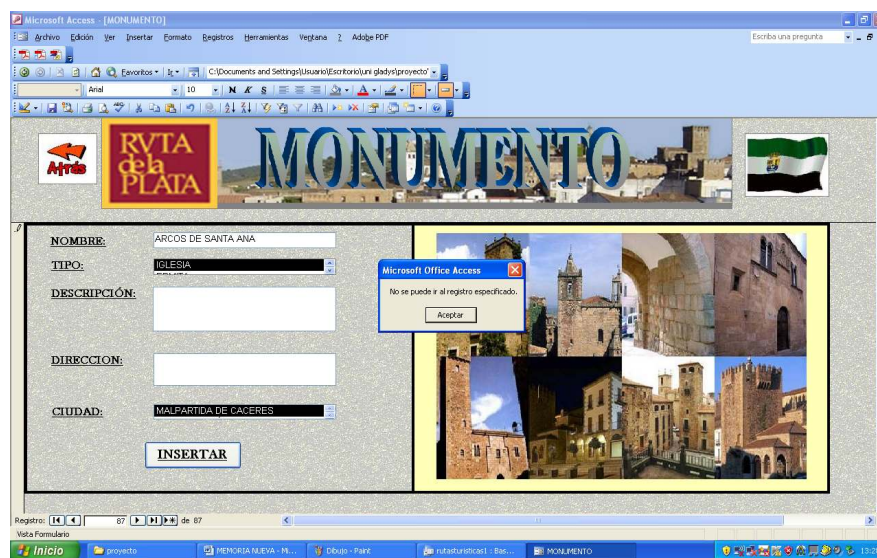 Microsoft Access - [MONUMENTO]
Archivo Edición Ver Insertar Formato Registros Herramientas Ventana ? Adobe PDF
Escriba una pregunta
Favoritos Ir C:\Documents and Settings\Usuario\Escritorio\uni gladys\proyecto'
Arial 10 N K S
Atrás
RVTA
de la
PLATA
MONUMENTO
NOMBRE: ARCOS DE SANTA ANA
TIPO: IGLESIA
DESCRIPCIÓN:
DIRECCION:
CIUDAD: MALPARTIDA DE CACERES
INSERTAR
Microsoft Office Access
No se puede ir al registro especificado.
Aceptar
Registro: 87 de 87
Vista Formulario
Inicio proyecto MEMORIA NUEVA - Mi... Dibujo - Paint rutasturisticas1 : Bas... MONUMENTO